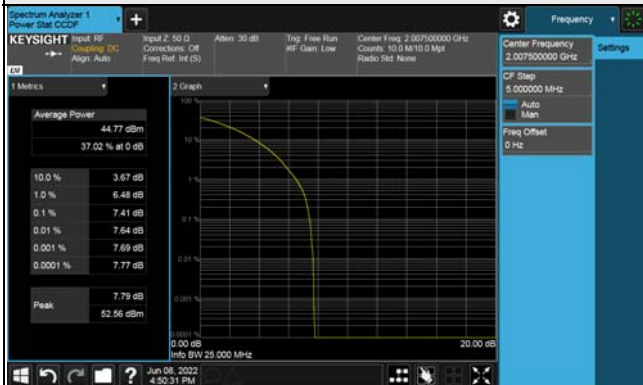 Spectrum Analyzer 1
Power Stat CCDF
Frequency
KEYSIGHT
Input: RF
Coupling: DC
Align: Auto
Input Z: 50 Ω
Corrections: Off
Freq Ref: Int (S)
Atten: 30 dB
Trig: Free Run
#IF Gain: Low
Center Freq: 2.007500000 GHz
Counts: 10.0 M/10.0 Mpt
Radio Std: None
Center Frequency
2.007500000 GHz
Settings
CF Step
5.000000 MHz
Auto
Man
Freq Offset
0 Hz
1 Metrics
2 Graph
Average Power
44.77 dBm
37.02 % at 0 dB
10.0 % 3.67 dB
1.0 % 6.48 dB
0.1 % 7.41 dB
0.01 % 7.64 dB
0.001 % 7.69 dB
0.0001 % 7.77 dB
Peak
7.79 dB
52.56 dBm
100 %
10 %
1 %
0.1 %
0.01 %
0.001 %
0.0001 %
0.00 dB
20.00 dB
Info BW 25.000 MHz
?
Jun 08, 2022
4:50:31 PM